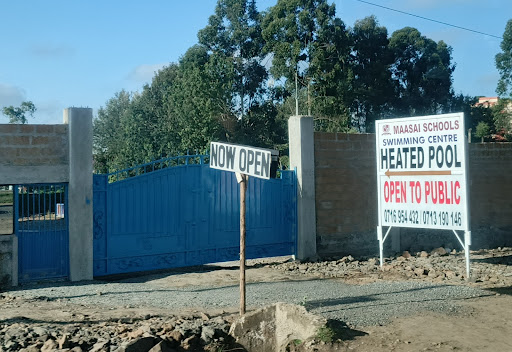 NOW OPEN
MAASAI SCHOOLS
SWIMMING CENTRE
HEATED POOL
OPEN TO PUBLIC
0716 954 432 / 0713 190 146